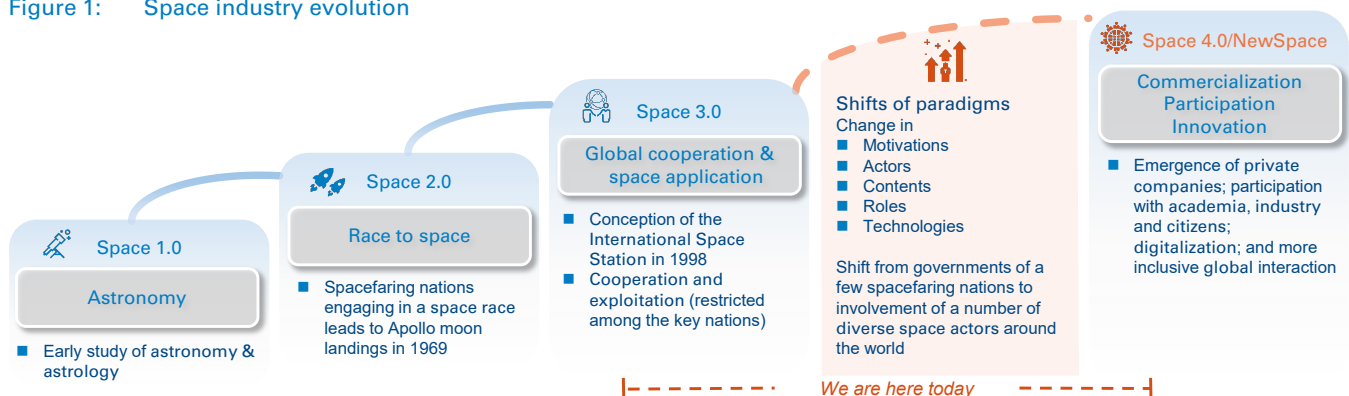 Figure 1: Space industry evolution
Space 1.0
Astronomy
■ Early study of astronomy &
astrology
Space 2.0
Race to space
■ Spacefaring nations
engaging in a space race
leads to Apollo moon
landings in 1969
Space 3.0
Global cooperation &
space application
■ Conception of the
International Space
Station in 1998
■ Cooperation and
exploitation (restricted
among the key nations)
Shifts of paradigms
Change in
■ Motivations
■ Actors
■ Contents
■ Roles
■ Technologies
Shift from governments of a
few spacefaring nations to
involvement of a number of
diverse space actors around
the world
Space 4.0/NewSpace
Commercialization
Participation
Innovation
■ Emergence of private
companies; participation
with academia, industry
and citizens;
digitalization; and more
inclusive global interaction
We are here today